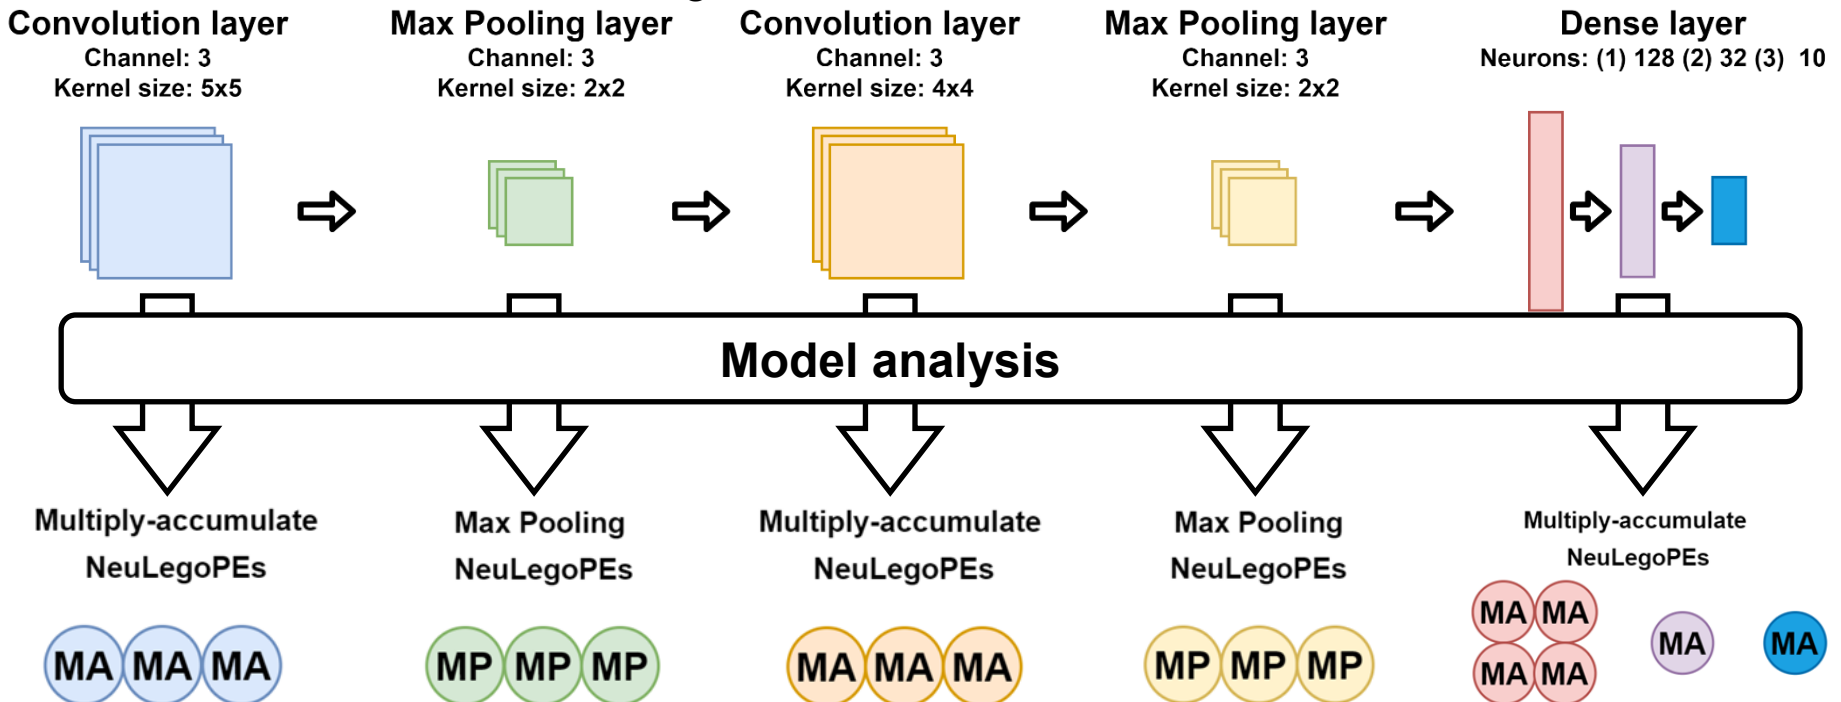 Convolution layer
Channel: 3
Kernel size: 5x5
Max Pooling layer
Channel: 3
Kernel size: 2x2
Convolution layer
Channel: 3
Kernel size: 4x4
Max Pooling layer
Channel: 3
Kernel size: 2x2
Dense layer
Neurons: (1) 128 (2) 32 (3) 10
Model analysis
Multiply-accumulate
NeuLegoPEs
MA MA MA
Max Pooling
NeuLegoPEs
MP MP MP
Multiply-accumulate
NeuLegoPEs
MA MA MA
Max Pooling
NeuLegoPEs
MP MP MP
Multiply-accumulate
NeuLegoPEs
MA MA
MA MA
MA
MA